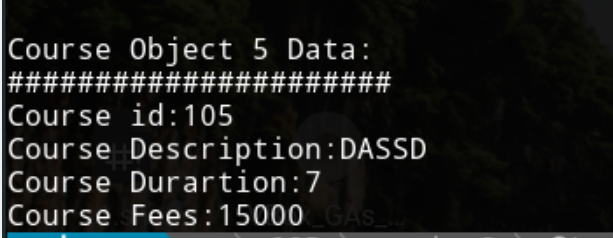 Course Object 5 Data:
######################
Course id:105
Course Description:DASSD
Course Durartion:7
Course Fees:15000